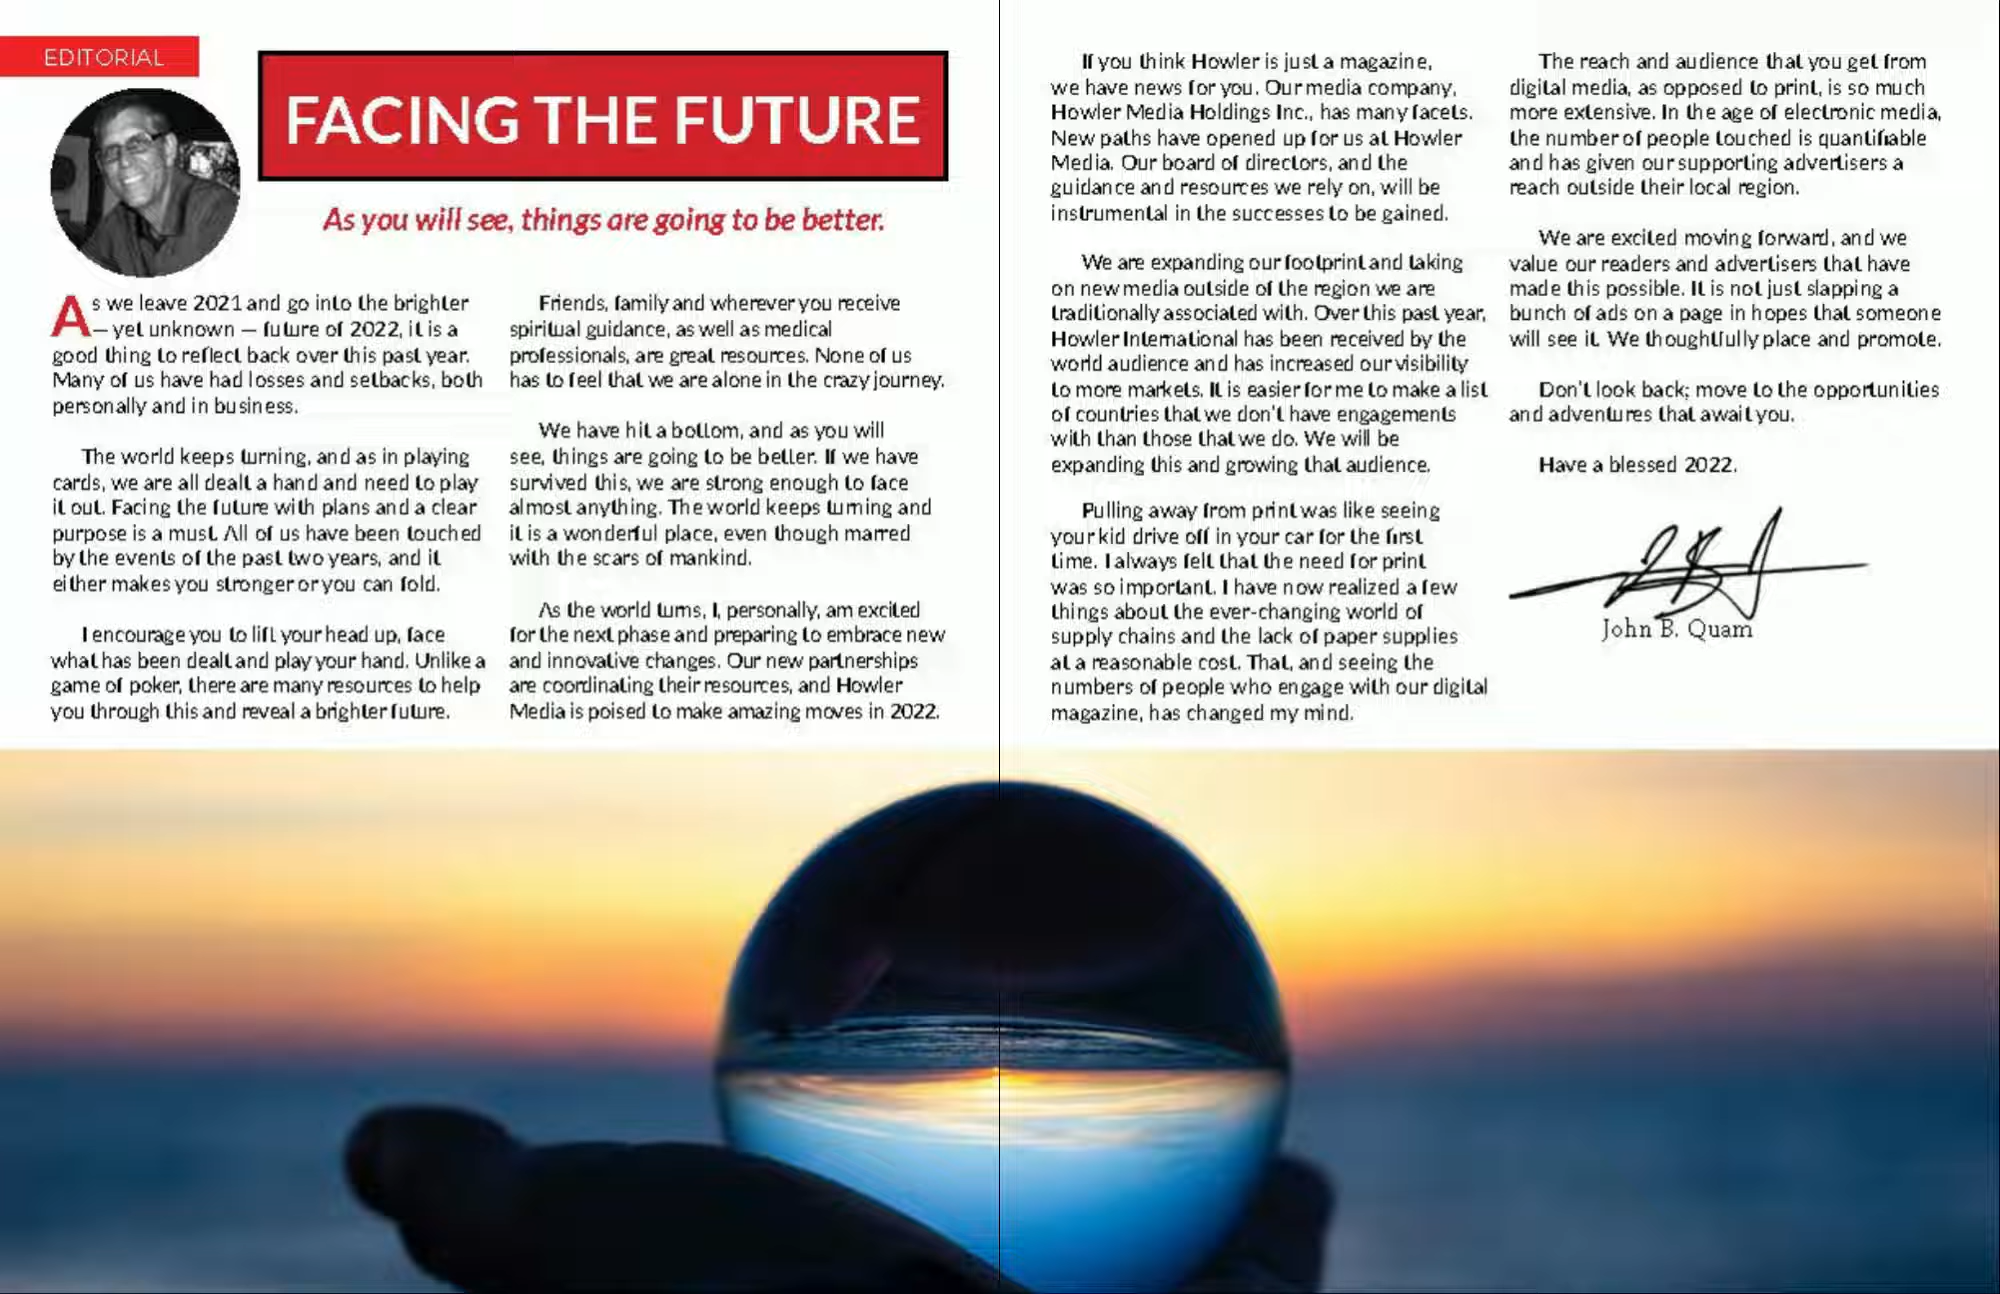 EDITORIAL
FACING THE FUTURE
As you will see, things are going to be better.
As we leave 2021 and go into the brighter
— yet unknown — future of 2022, it is a
good thing to reflect back over this past year.
Many of us have had losses and setbacks, both
personally and in business.
The world keeps turning, and as in playing
cards, we are all dealt a hand and need to play
it out. Facing the future with plans and a clear
purpose is a must. All of us have been touched
by the events of the past two years, and it
either makes you stronger or you can fold.
I encourage you to lift your head up, face
what has been dealt and play your hand. Unlike a
game of poker, there are many resources to help
you through this and reveal a brighter future.
Friends, family and wherever you receive
spiritual guidance, as well as medical
professionals, are great resources. None of us
has to feel that we are alone in the crazy journey.
We have hit a bottom, and as you will
see, things are going to be better. If we have
survived this, we are strong enough to face
almost anything. The world keeps turning and
it is a wonderful place, even though marred
with the scars of mankind.
As the world turns, I, personally, am excited
for the next phase and preparing to embrace new
and innovative changes. Our new partnerships
are coordinating their resources, and Howler
Media is poised to make amazing moves in 2022.
If you think Howler is just a magazine,
we have news for you. Our media company,
Howler Media Holdings Inc., has many facets.
New paths have opened up for us at Howler
Media. Our board of directors, and the
guidance and resources we rely on, will be
instrumental in the successes to be gained.
We are expanding our footprint and taking
on new media outside of the region we are
traditionally associated with. Over this past year,
Howler International has been received by the
world audience and has increased our visibility
to more markets. It is easier for me to make a list
of countries that we don't have engagements
with than those that we do. We will be
expanding this and growing that audience.
Pulling away from print was like seeing
your kid drive off in your car for the first
time. I always felt that the need for print
was so important. I have now realized a few
things about the ever-changing world of
supply chains and the lack of paper supplies
at a reasonable cost. That, and seeing the
numbers of people who engage with our digital
magazine, has changed my mind.
The reach and audience that you get from
digital media, as opposed to print, is so much
more extensive. In the age of electronic media,
the number of people touched is quantifiable
and has given our supporting advertisers a
reach outside their local region.
We are excited moving forward, and we
value our readers and advertisers that have
made this possible. It is not just slapping a
bunch of ads on a page in hopes that someone
will see it. We thoughtfully place and promote.
Don't look back; move to the opportunities
and adventures that await you.
Have a blessed 2022.
John B. Quam